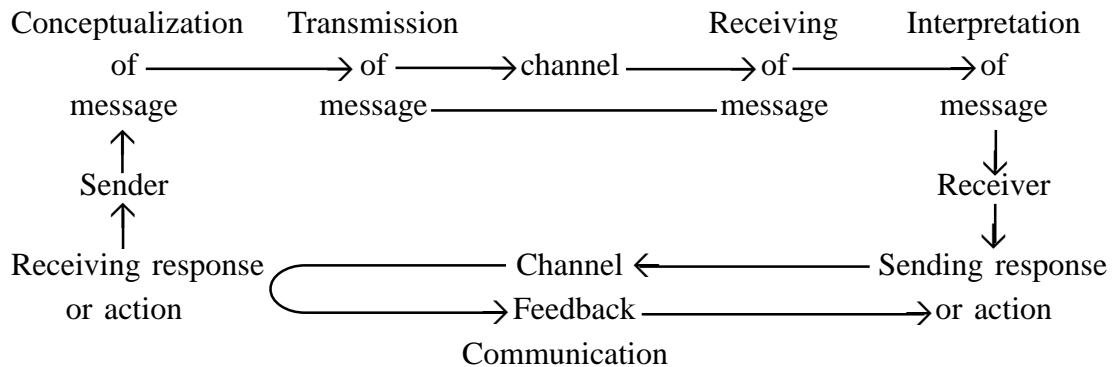 Conceptualization Transmission Receiving Interpretation
of of channel of of
message message message message
Sender Receiver
Receiving response Channel Sending response
or action Feedback or action
Communication